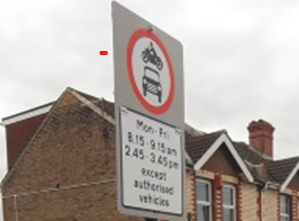 Mon - Fri
8.15 - 9.15 am
2.45 - 3.45 pm
except
authorised
vehicles